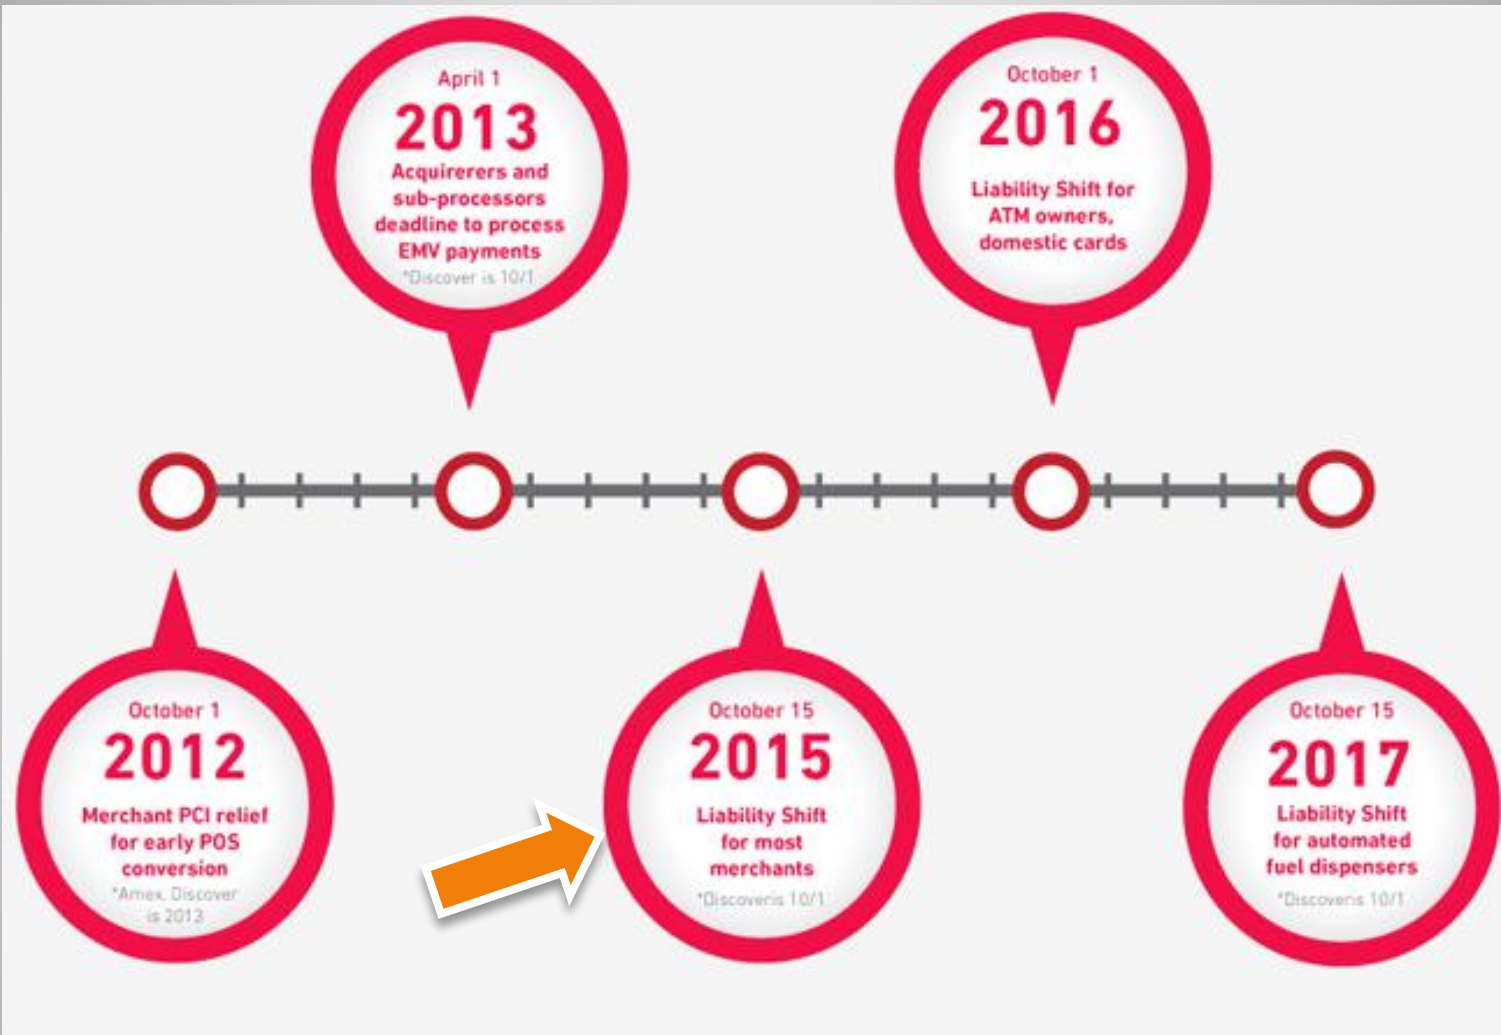 April 1
2013
Acquirerers and
sub-processors
deadline to process
EMV payments
*Discover is 10/1
October 1
2016
Liability Shift for
ATM owners,
domestic cards
October 1
2012
Merchant PCI relief
for early POS
conversion
*Amex, Discover
is 2013
October 15
2015
Liability Shift
for most
merchants
*Discoveris 10/1
October 15
2017
Liability Shift
for automated
fuel dispensers
*Discoveris 10/1